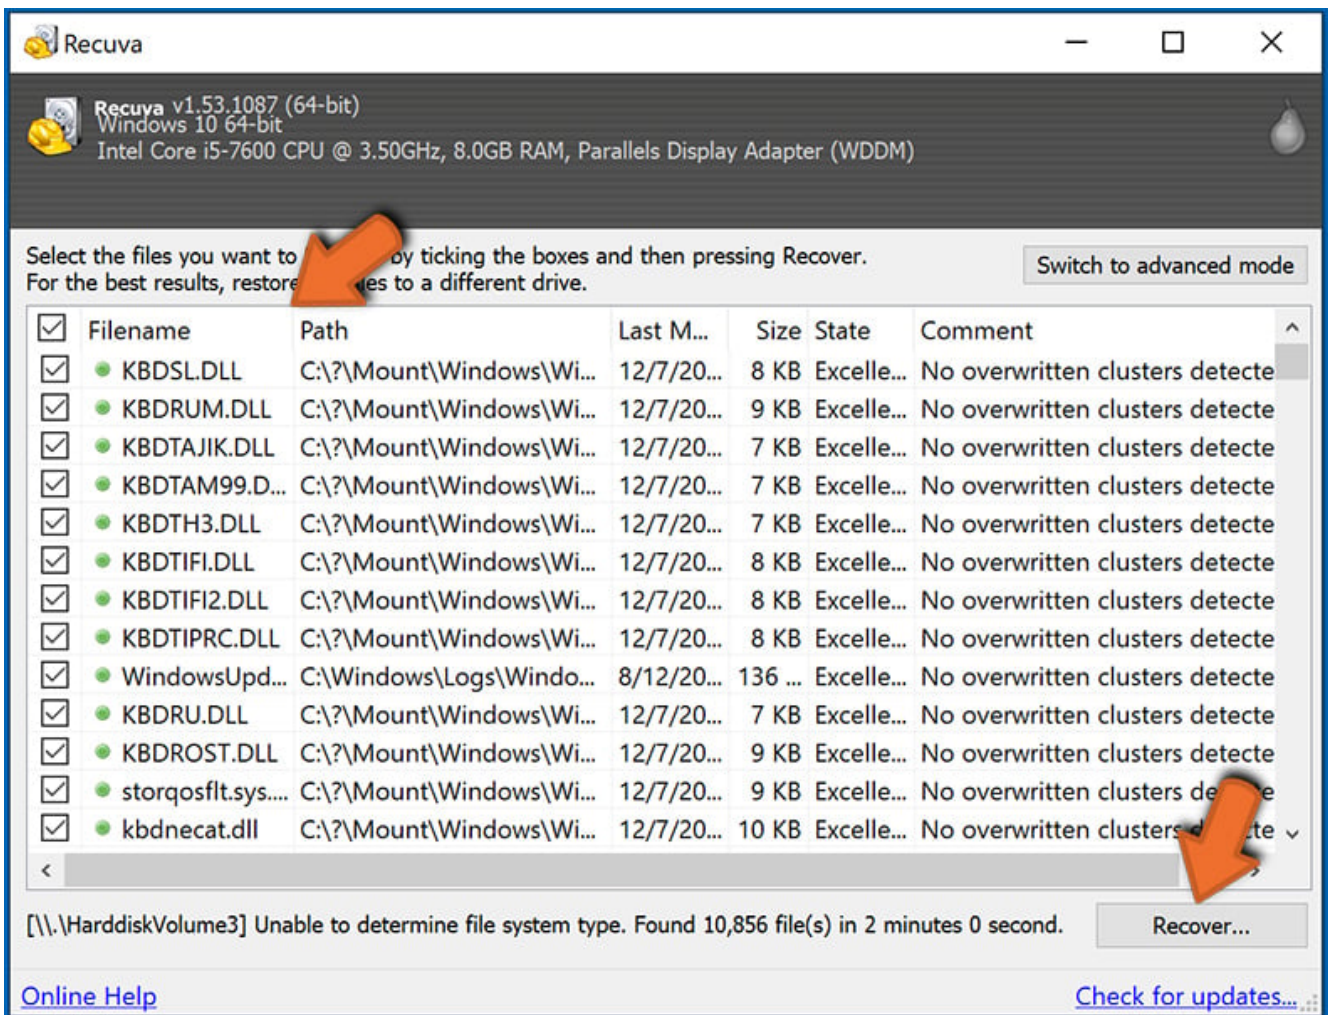 Recuva
Recuva v1.53.1087 (64-bit)
Windows 10 64-bit
Intel Core i5-7600 CPU @ 3.50GHz, 8.0GB RAM, Parallels Display Adapter (WDDM)
Select the files you want to by ticking the boxes and then pressing Recover.
For the best results, restore to a different drive.
Switch to advanced mode
Filename Path Last M... Size State Comment
KBDSL.DLL C:\?\Mount\Windows\Wi... 12/7/20... 8 KB Excelle... No overwritten clusters detecte
KBDRUM.DLL C:\?\Mount\Windows\Wi... 12/7/20... 9 KB Excelle... No overwritten clusters detecte
KBDTAJIK.DLL C:\?\Mount\Windows\Wi... 12/7/20... 7 KB Excelle... No overwritten clusters detecte
KBDTAM99.D... C:\?\Mount\Windows\Wi... 12/7/20... 7 KB Excelle... No overwritten clusters detecte
KBDTH3.DLL C:\?\Mount\Windows\Wi... 12/7/20... 7 KB Excelle... No overwritten clusters detecte
KBDTIFI.DLL C:\?\Mount\Windows\Wi... 12/7/20... 8 KB Excelle... No overwritten clusters detecte
KBDTIFI2.DLL C:\?\Mount\Windows\Wi... 12/7/20... 8 KB Excelle... No overwritten clusters detecte
KBDTIPRC.DLL C:\?\Mount\Windows\Wi... 12/7/20... 8 KB Excelle... No overwritten clusters detecte
WindowsUpd... C:\Windows\Logs\Windo... 8/12/20... 136 ... Excelle... No overwritten clusters detecte
KBDRU.DLL C:\?\Mount\Windows\Wi... 12/7/20... 7 KB Excelle... No overwritten clusters detecte
KBDROST.DLL C:\?\Mount\Windows\Wi... 12/7/20... 9 KB Excelle... No overwritten clusters detecte
storqosflt.sys.... C:\?\Mount\Windows\Wi... 12/7/20... 9 KB Excelle... No overwritten clusters
kbdnecat.dll C:\?\Mount\Windows\Wi... 12/7/20... 10 KB Excelle... No overwritten clusters
[\\.\HarddiskVolume3] Unable to determine file system type. Found 10,856 file(s) in 2 minutes 0 second.
Recover...
Online Help
Check for updates...